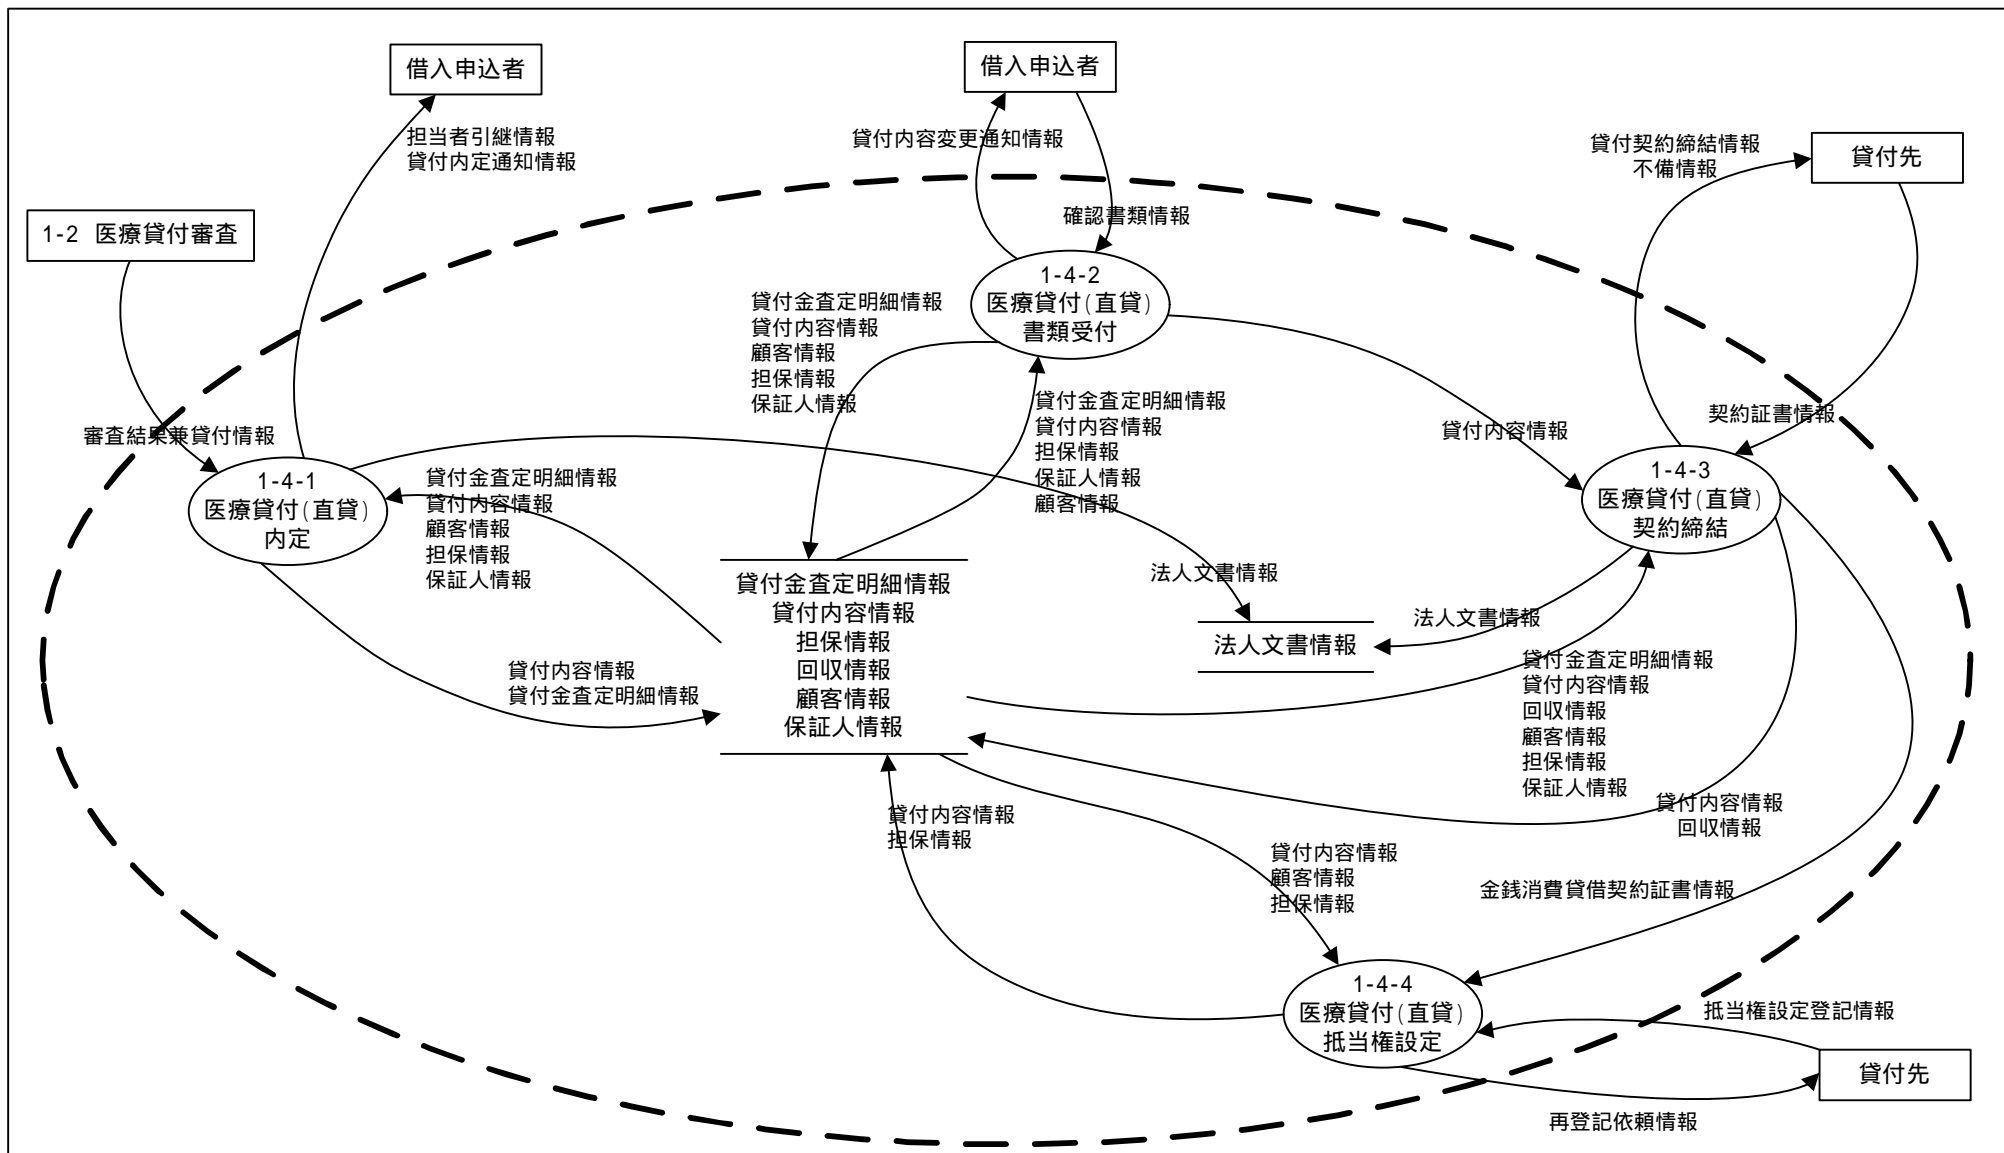 借入申込者
借入申込者
担当者引継情報
貸付内定通知情報
貸付内容変更通知情報
貸付契約締結情報
不備情報
貸付先
1-2 医療貸付審査
確認書類情報
1-4-2
医療貸付(直貸)
書類受付
貸付金査定明細情報
貸付内容情報
顧客情報
担保情報
保証人情報
貸付金査定明細情報
貸付内容情報
担保情報
保証人情報
顧客情報
貸付内容情報
契約証書情報
審査結果兼貸付情報
1-4-1
医療貸付(直貸)
内定
貸付金査定明細情報
貸付内容情報
顧客情報
担保情報
保証人情報
1-4-3
医療貸付(直貸)
契約締結
貸付金査定明細情報
貸付内容情報
担保情報
回収情報
顧客情報
保証人情報
法人文書情報
法人文書情報
法人文書情報
貸付内容情報
貸付金査定明細情報
貸付金査定明細情報
貸付内容情報
回収情報
顧客情報
担保情報
保証人情報
貸付内容情報
回収情報
貸付内容情報
担保情報
貸付内容情報
顧客情報
担保情報
金銭消費貸借契約証書情報
1-4-4
医療貸付(直貸)
抵当権設定
抵当権設定登記情報
貸付先
再登記依頼情報